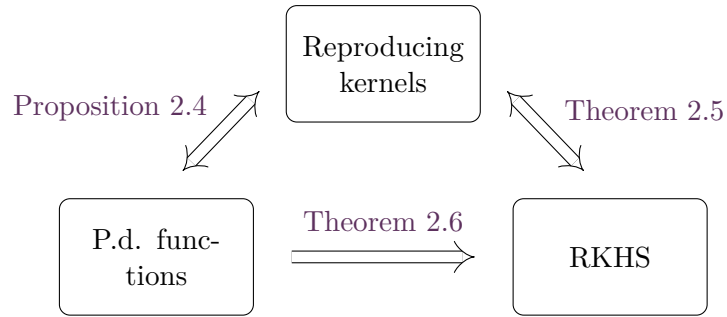 Reproducing
kernels
Proposition 2.4
Theorem 2.5
P.d. func-
tions
Theorem 2.6
RKHS